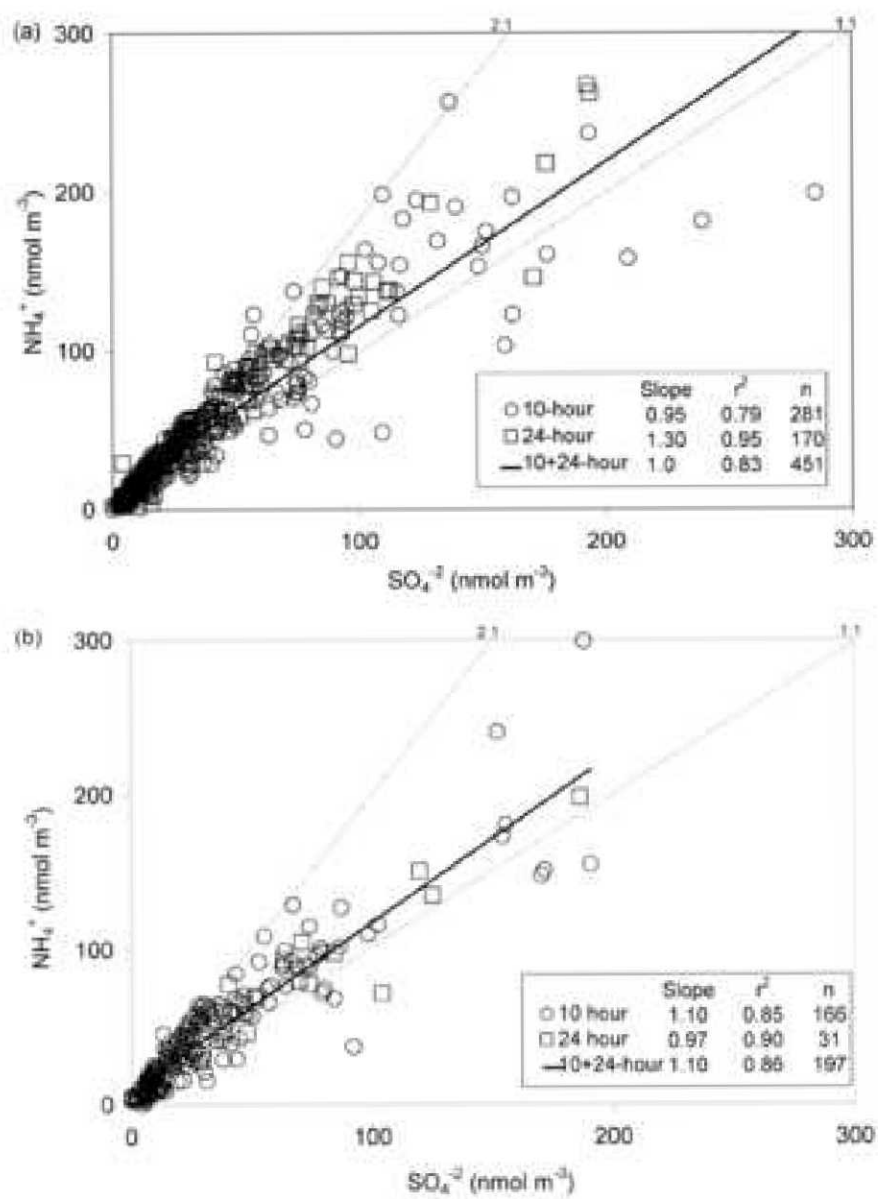 (a)
300
2:1
1:1
NH₄⁺ (nmol m⁻³)
200
100
0
Slope r² n
10-hour 0.95 0.79 281
24-hour 1.30 0.95 170
10+24-hour 1.0 0.83 451
0 100 200 300
SO₄⁻² (nmol m⁻³)
(b)
300
2:1
1:1
NH₄⁺ (nmol m⁻³)
200
100
0
Slope r² n
10 hour 1.10 0.85 166
24 hour 0.97 0.90 31
10+24-hour 1.10 0.86 197
0 100 200 300
SO₄⁻² (nmol m⁻³)